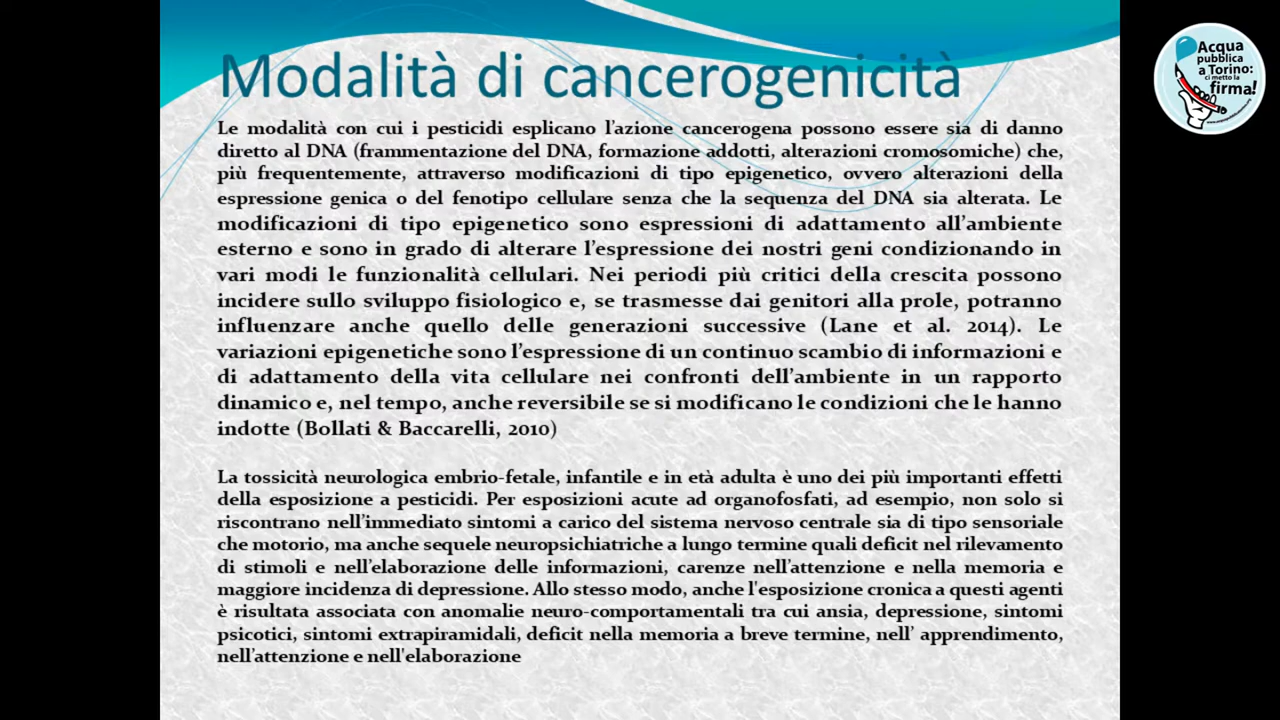 Modalità di cancerogenicità
Le modalità con cui i pesticidi esplicano l'azione cancerogena possono essere sia di danno
diretto al DNA (frammentazione del DNA, formazione addotti, alterazioni cromosomiche) che,
più frequentemente, attraverso modificazioni di tipo epigenetico, ovvero alterazioni della
espressione genica o del fenotipo cellulare senza che la sequenza del DNA sia alterata. Le
modificazioni di tipo epigenetico sono espressioni di adattamento all'ambiente
esterno e sono in grado di alterare l'espressione dei nostri geni condizionando in
vari modi le funzionalità cellulari. Nei periodi più critici della crescita possono
incidere sullo sviluppo fisiologico e, se trasmesse dai genitori alla prole, potranno
influenzare anche quello delle generazioni successive (Lane et al. 2014). Le
variazioni epigenetiche sono l'espressione di un continuo scambio di informazioni e
di adattamento della vita cellulare nei confronti dell'ambiente in un rapporto
dinamico e, nel tempo, anche reversibile se si modificano le condizioni che le hanno
indotte (Bollati & Baccarelli, 2010)
La tossicità neurologica embrio-fetale, infantile e in età adulta è uno dei più importanti effetti
della esposizione a pesticidi. Per esposizioni acute ad organofosfati, ad esempio, non solo si
riscontrano nell'immediato sintomi a carico del sistema nervoso centrale sia di tipo sensoriale
che motorio, ma anche sequele neuropsichiatriche a lungo termine quali deficit nel rilevamento
di stimoli e nell'elaborazione delle informazioni, carenze nell'attenzione e nella memoria e
maggiore incidenza di depressione. Allo stesso modo, anche l'esposizione cronica a questi agenti
è risultata associata con anomalie neuro-comportamentali tra cui ansia, depressione, sintomi
psicotici, sintomi extrapiramidali, deficit nella memoria a breve termine, nell' apprendimento,
nell'attenzione e nell'elaborazione
Acqua
pubblica
a Torino:
ci metto la
firma!